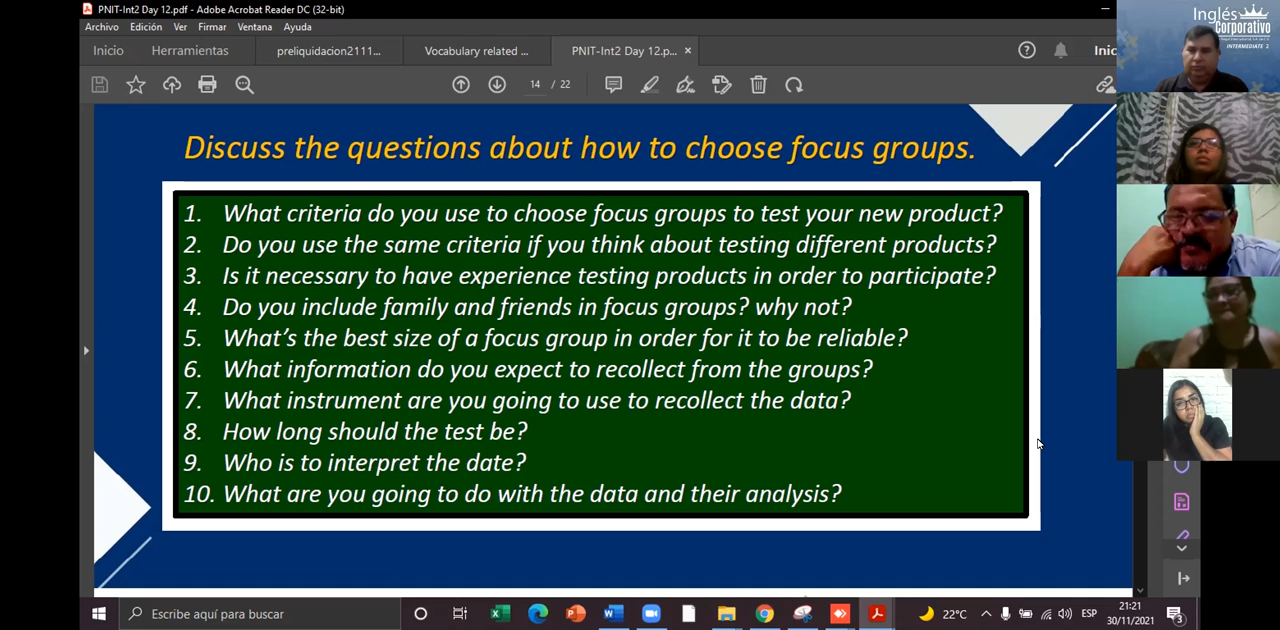 PNIT-Int2 Day 12.pdf - Adobe Acrobat Reader DC (32-bit)
Archivo Edición Ver Firmar Ventana Ayuda
Inicio Herramientas preliquidacion2111... Vocabulary related ... PNIT-Int2 Day 12.p... × Inic
14 / 22
Inglés
Corporativo
INTERMEDIATE 2
Discuss the questions about how to choose focus groups.
1. What criteria do you use to choose focus groups to test your new product?
2. Do you use the same criteria if you think about testing different products?
3. Is it necessary to have experience testing products in order to participate?
4. Do you include family and friends in focus groups? why not?
5. What's the best size of a focus group in order for it to be reliable?
6. What information do you expect to recollect from the groups?
7. What instrument are you going to use to recollect the data?
8. How long should the test be?
9. Who is to interpret the date?
10. What are you going to do with the data and their analysis?
Escribe aquí para buscar
22°C
ESP
21:21
30/11/2021
3